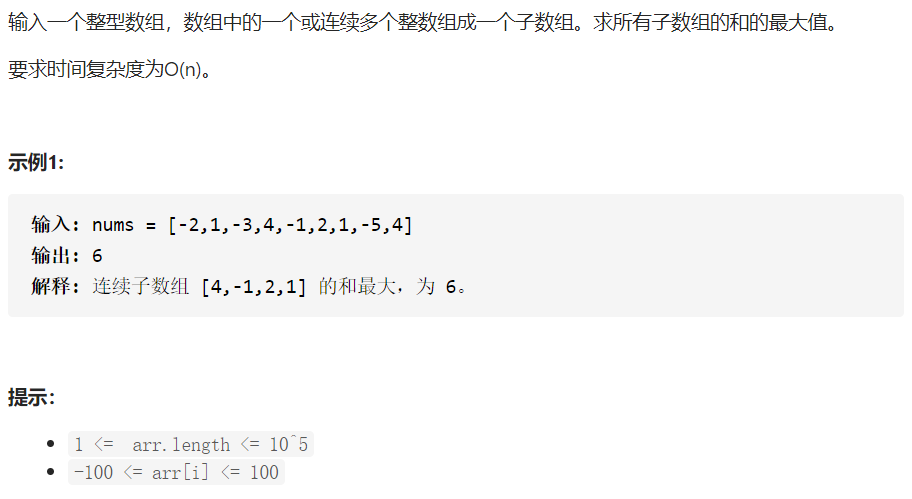 输入一个整型数组，数组中的一个或连续多个整数组成一个子数组。求所有子数组的和的最大值。
要求时间复杂度为O(n)。
示例1:
输入: nums = [-2,1,-3,4,-1,2,1,-5,4]
输出: 6
解释: 连续子数组 [4,-1,2,1] 的和最大，为 6。
提示：
1 <= arr.length <= 10^5
-100 <= arr[i] <= 100